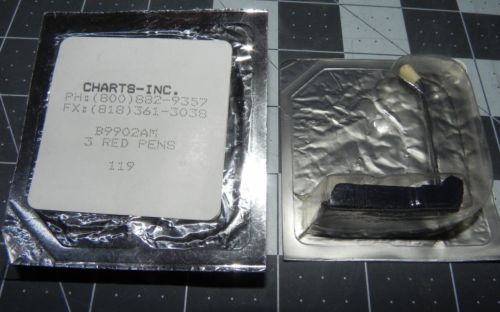 CHARTS-INC.
PH:(800)882-9357
FX:(818)361-3038
B9902AM
3 RED PENS
119